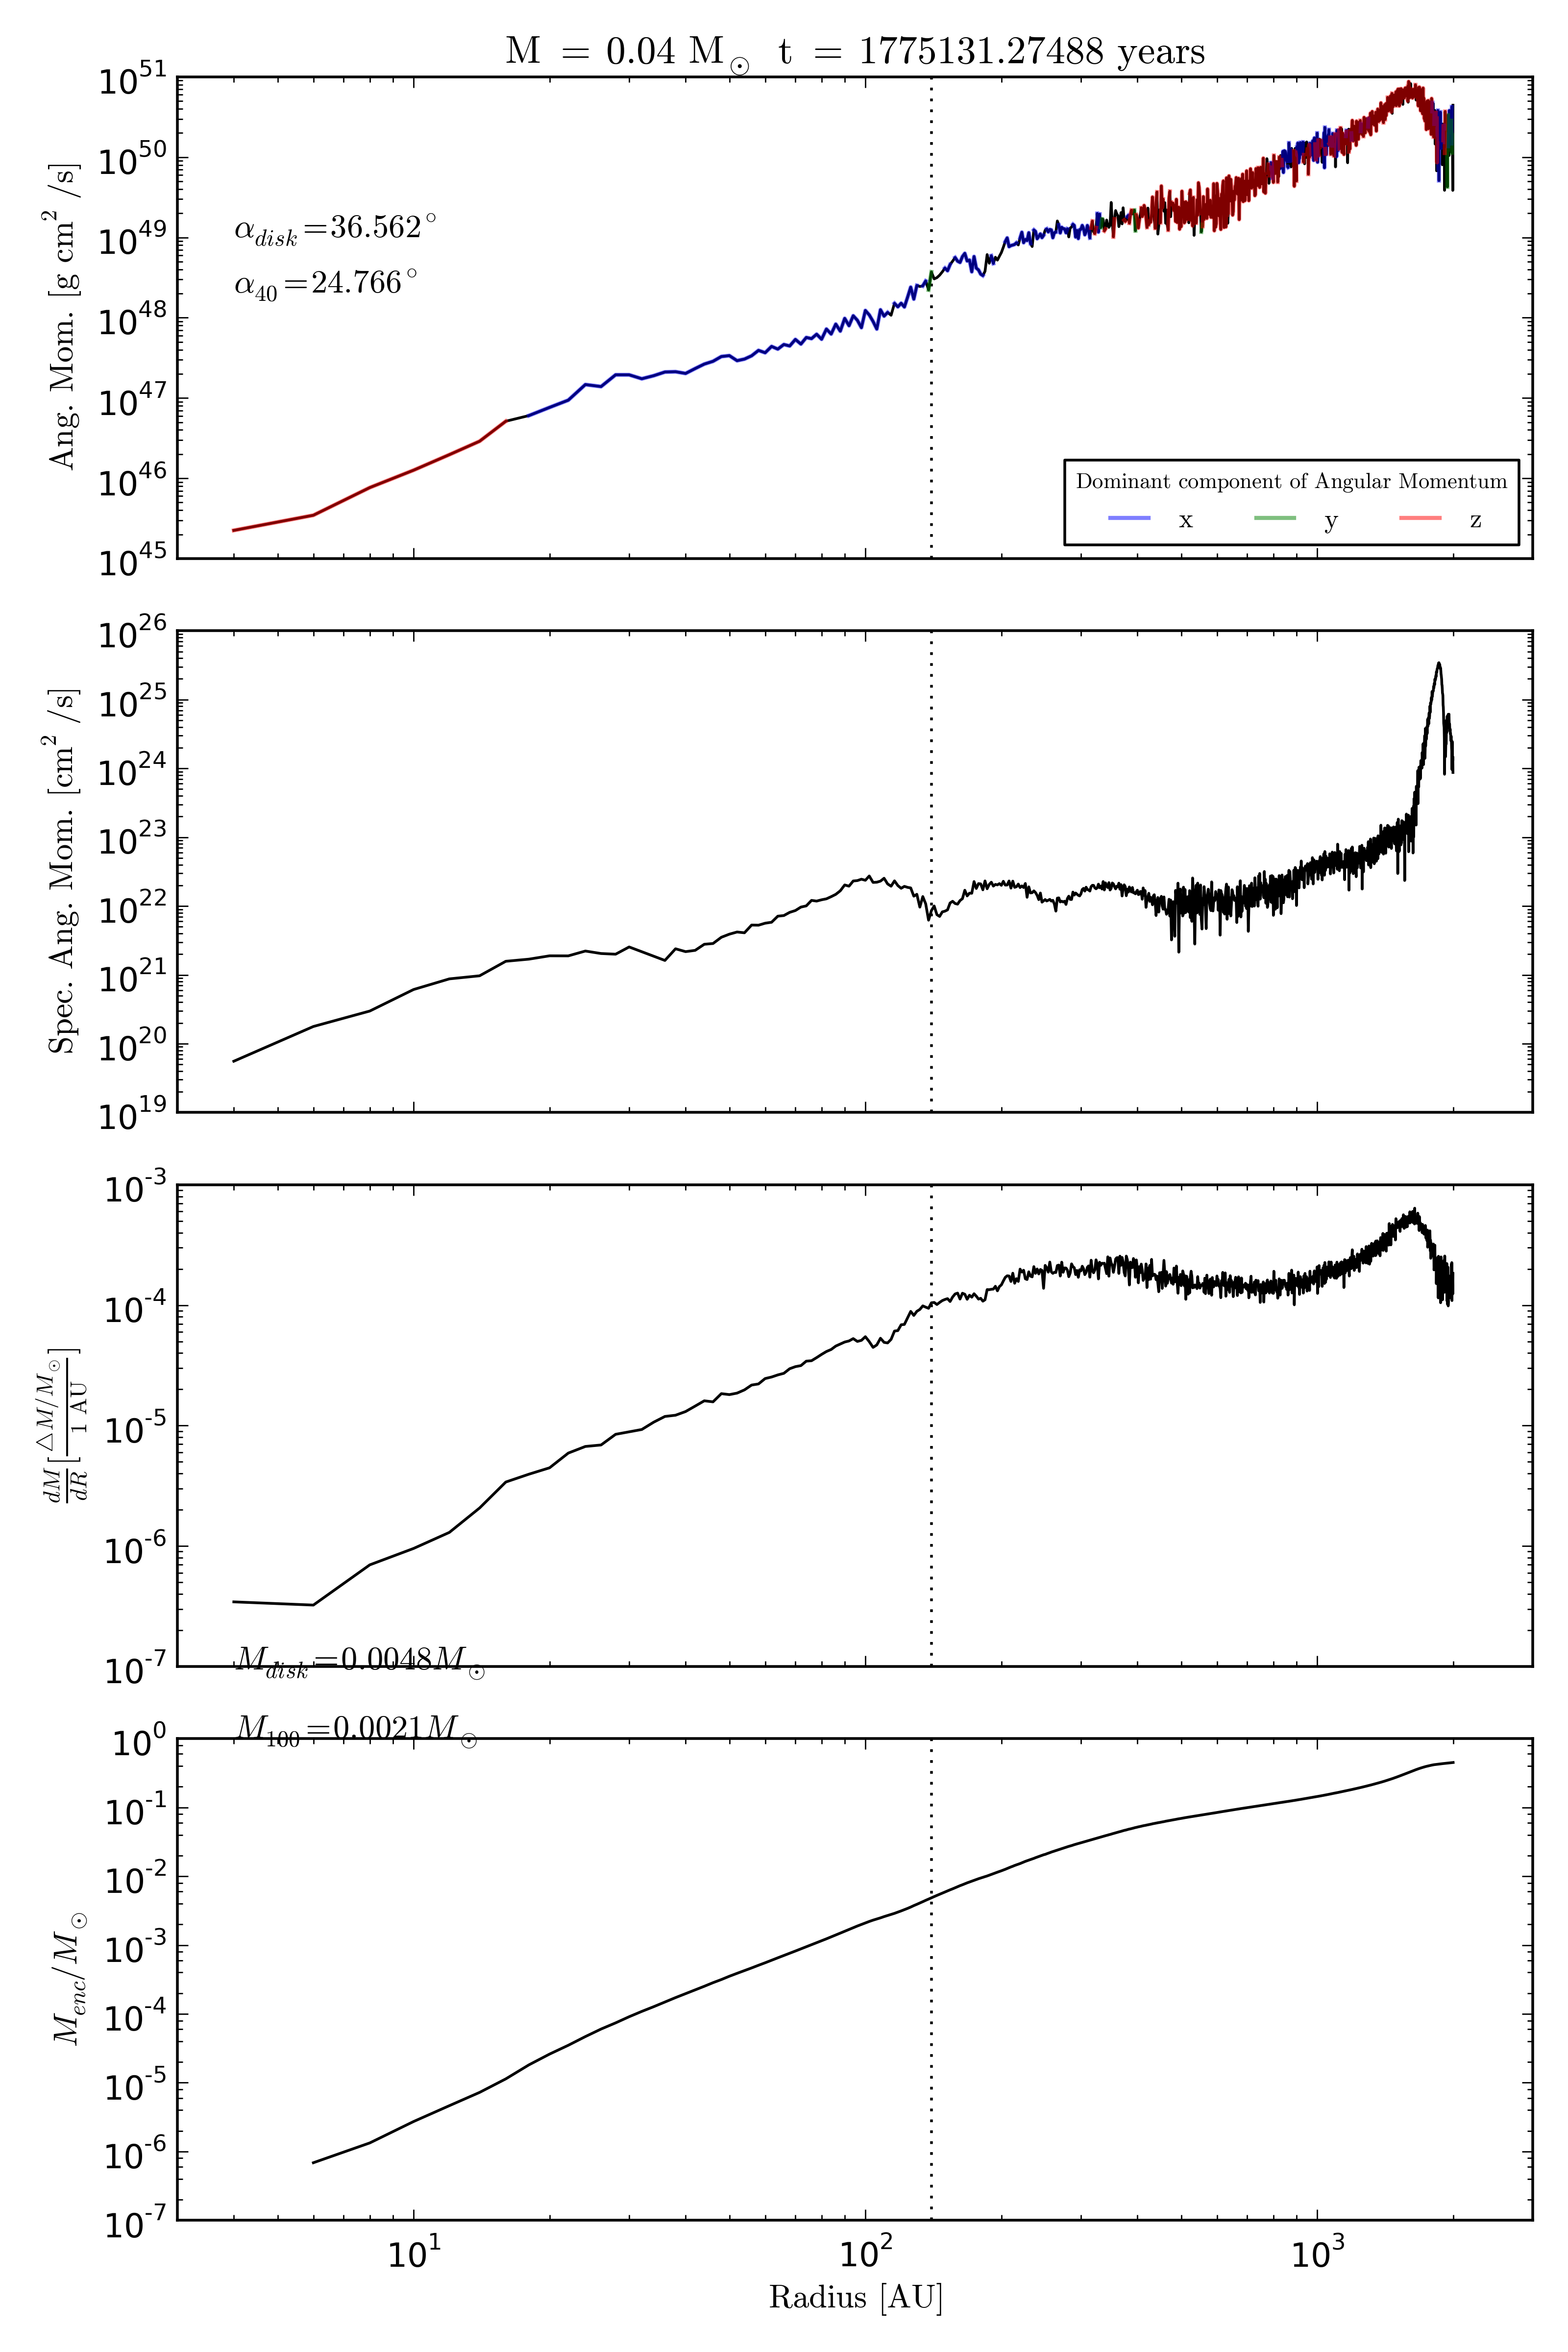 M = 0.04 M☉ t = 1775131.27488 years
10^51
10^50
10^49
10^48
10^47
10^46
10^45
Ang. Mom. [g cm^2 /s]
α_disk=36.562°
α_40=24.766°
Dominant component of Angular Momentum
x y z
10^26
10^25
10^24
10^23
10^22
10^21
10^20
10^19
Spec. Ang. Mom. [cm^2 /s]
10^-3
10^-4
10^-5
10^-6
10^-7
dM/dR [△M/M☉ / 1 AU]
M_disk=0.0048M☉
M_100=0.0021M☉
10^0
10^-1
10^-2
10^-3
10^-4
10^-5
10^-6
10^-7
M_enc/M☉
10^1 10^2 10^3
Radius [AU]